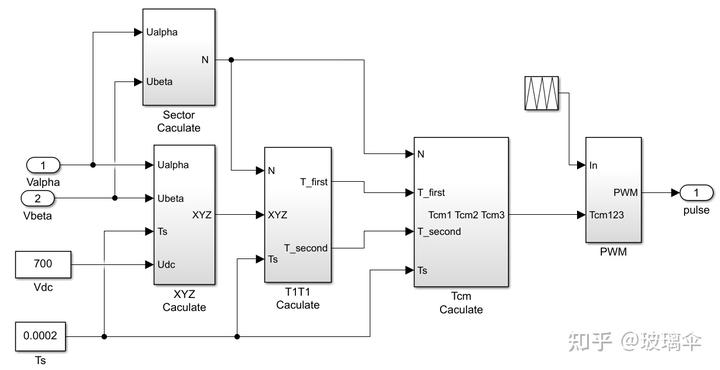 Ualpha
N
Ubeta
Sector
Caculate
1
Valpha
2
Vbeta
Ualpha
Ubeta
XYZ
Ts
Udc
XYZ
Caculate
700
Vdc
0.0002
Ts
N
T_first
XYZ
T_second
Ts
T1T1
Caculate
N
T_first
Tcm1 Tcm2 Tcm3
T_second
Ts
Tcm
Caculate
In
PWM
Tcm123
PWM
1
pulse
知乎 @玻璃伞